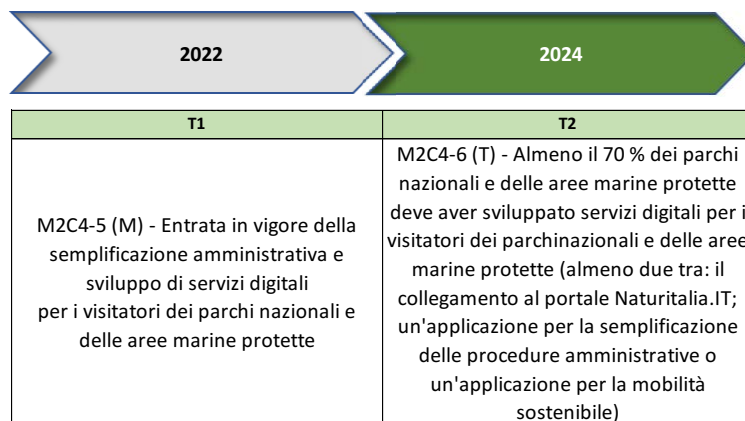 2022
2024
T1
T2
M2C4-5 (M) - Entrata in vigore della
semplificazione amministrativa e
sviluppo di servizi digitali
per i visitatori dei parchi nazionali e
delle aree marine protette
M2C4-6 (T) - Almeno il 70 % dei parchi
nazionali e delle aree marine protette
deve aver sviluppato servizi digitali per i
visitatori dei parchinazionali e delle aree
marine protette (almeno due tra: il
collegamento al portale Naturitalia.IT;
un'applicazione per la semplificazione
delle procedure amministrative o
un'applicazione per la mobilità
sostenibile)